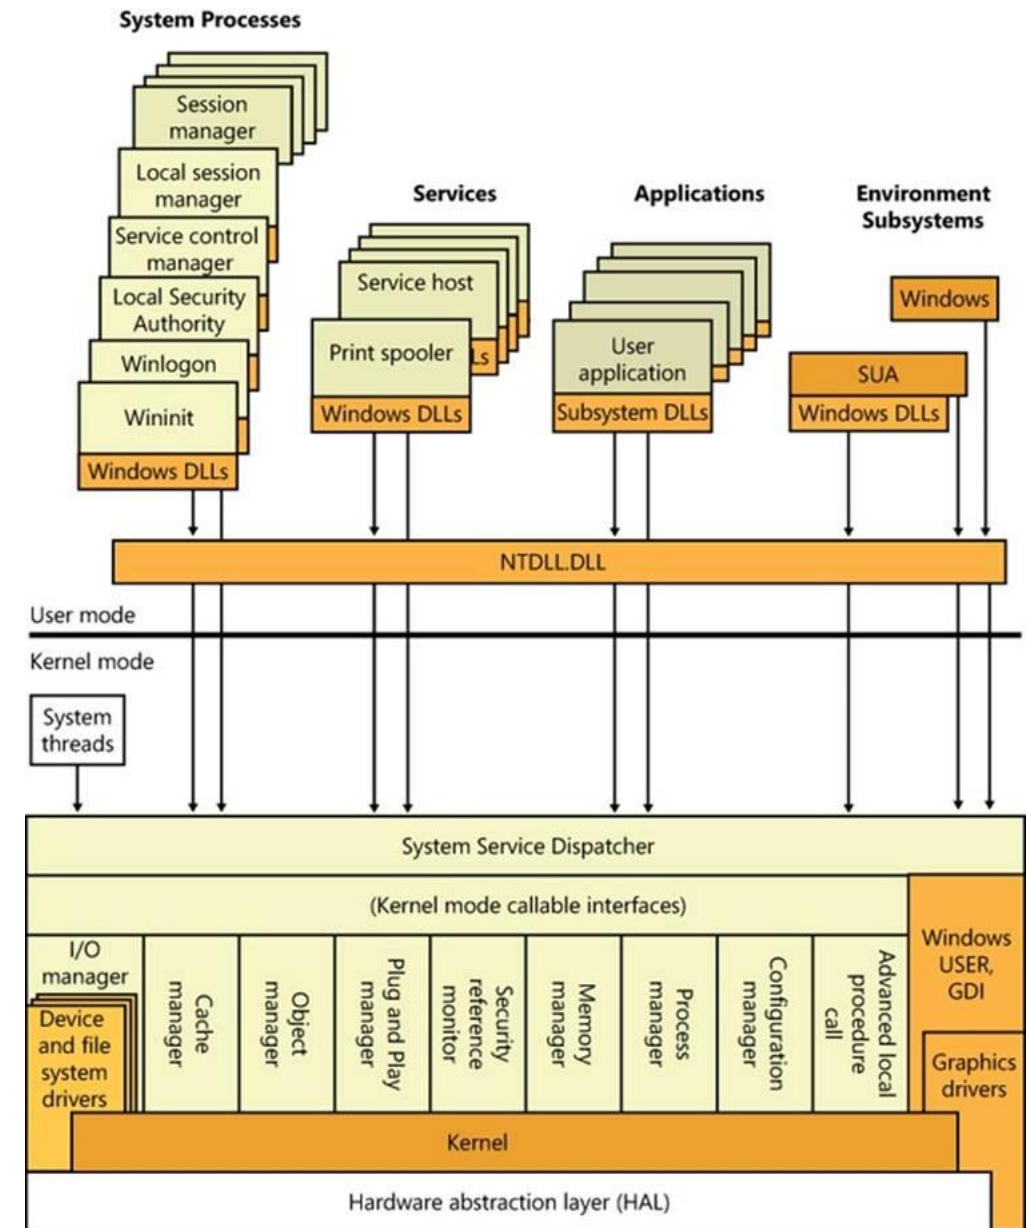 System Processes
Session
manager
Local session
manager
Service control
manager
Local Security
Authority
Winlogon
Wininit
Windows DLLs
Services
Service host
Print spooler
Ls
Windows DLLs
Applications
User
application
Subsystem DLLs
Environment
Subsystems
Windows
SUA
Windows DLLs
NTDLL.DLL
User mode
Kernel mode
System
threads
System Service Dispatcher
(Kernel mode callable interfaces)
I/O
manager
Device
and file
system
drivers
Cache
manager
Object
manager
Plug and Play
manager
Security
reference
monitor
Memory
manager
Process
manager
Configuration
manager
Advanced local
procedure
call
Windows
USER,
GDI
Graphics
drivers
Kernel
Hardware abstraction layer (HAL)